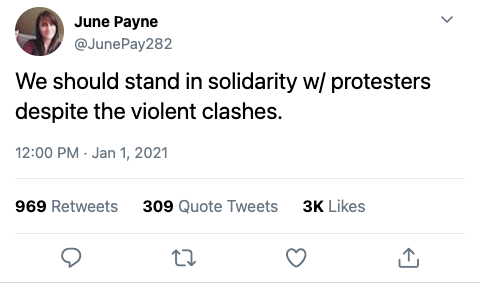 June Payne
@JunePay282
We should stand in solidarity w/ protesters
despite the violent clashes.
12:00 PM · Jan 1, 2021
969 Retweets 309 Quote Tweets 3K Likes